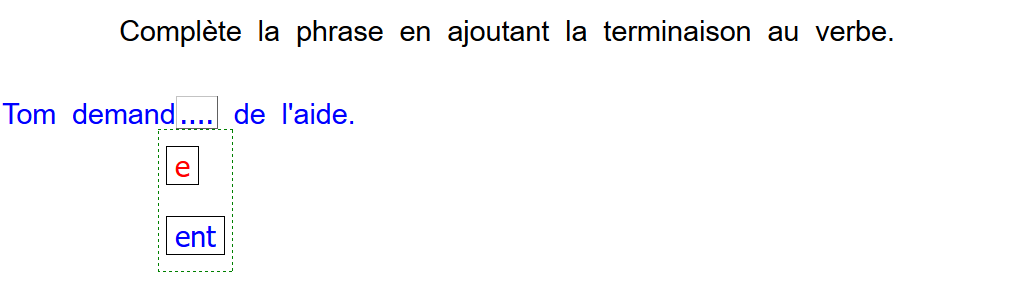 Complète la phrase en ajoutant la terminaison au verbe.
Tom demand.... de l'aide.
e
ent